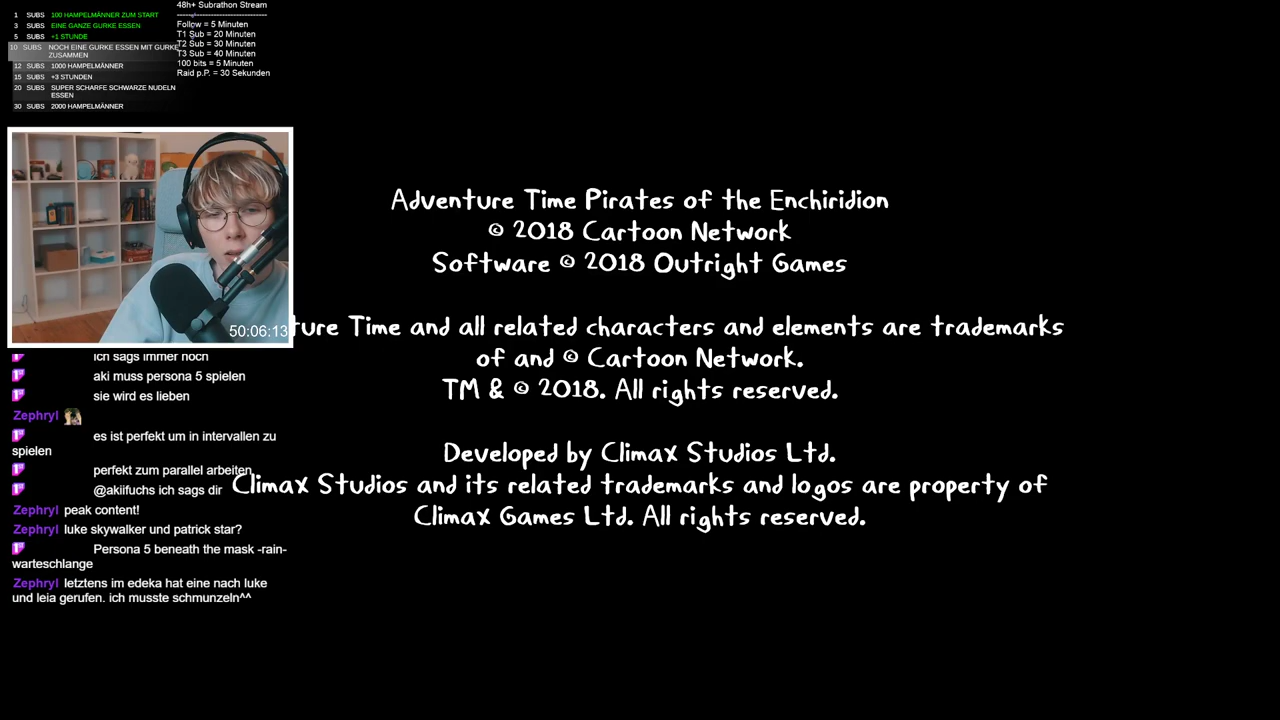 48h+ Subrathon Stream
1 SUBS 100 HAMPELMÄNNER ZUM START
3 SUBS EINE GANZE GURKE ESSEN
5 SUBS +1 STUNDE
10 SUBS NOCH EINE GURKE ESSEN MIT GURKE
ZUSAMMEN
12 SUBS 1000 HAMPELMÄNNER
15 SUBS +3 STUNDEN
20 SUBS SUPER SCHARFE SCHWARZE NUDELN
ESSEN
30 SUBS 2000 HAMPELMÄNNER
Follow = 5 Minuten
T1 Sub = 20 Minuten
T2 Sub = 30 Minuten
T3 Sub = 40 Minuten
100 bits = 5 Minuten
Raid p.P. = 30 Sekunden
50:06:13
ich sags immer noch
aki muss persona 5 spielen
sie wird es lieben
Zephryl
es ist perfekt um in intervallen zu
spielen
perfekt zum parallel arbeiten
@akiifuchs ich sags dir
Zephryl peak content!
Zephryl luke skywalker und patrick star?
Persona 5 beneath the mask -rain-
warteschlange
Zephryl letztens im edeka hat eine nach luke
und leia gerufen. ich musste schmunzeln^^
Adventure Time Pirates of the Enchiridion
© 2018 Cartoon Network
Software © 2018 Outright Games
ture Time and all related characters and elements are trademarks
of and © Cartoon Network.
TM & © 2018. All rights reserved.
Developed by Climax Studios Ltd.
Climax Studios and its related trademarks and logos are property of
Climax Games Ltd. All rights reserved.